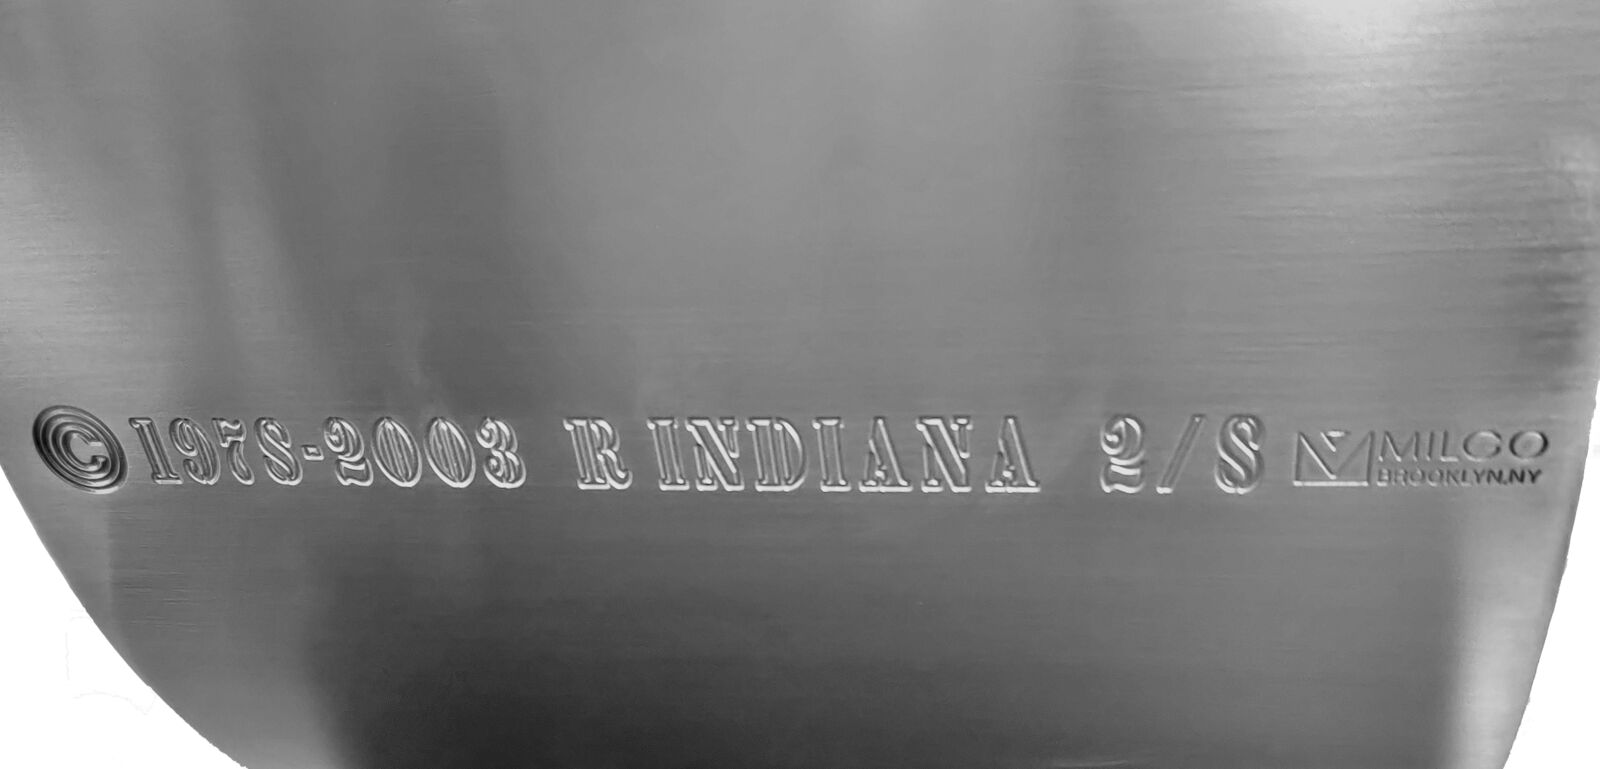 © 1978-2003 R INDIANA 2/8 MILGO
BROOKLYN,NY